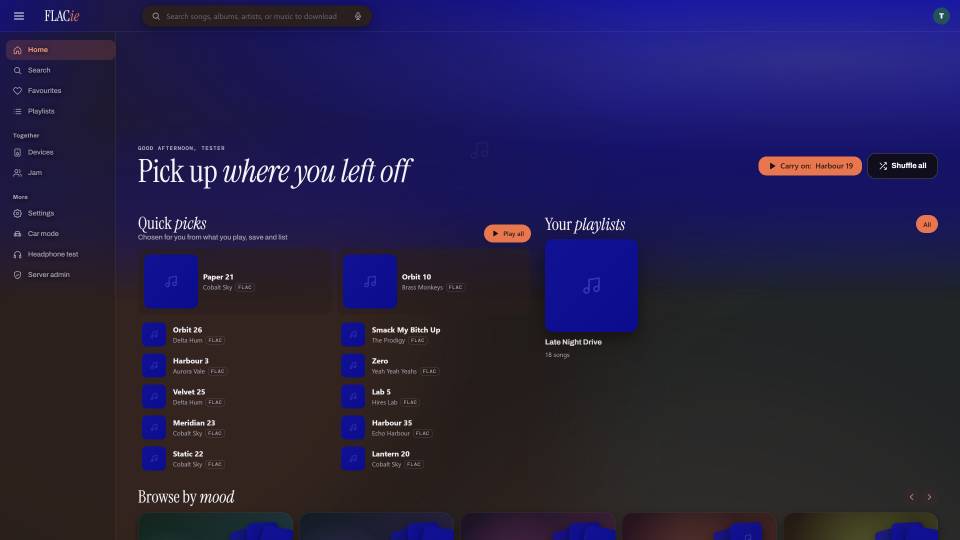 FLACie
Search songs, albums, artists, or music to download
T
Home
Search
Favourites
Playlists
Together
Devices
Jam
More
Settings
Car mode
Headphone test
Server admin
GOOD AFTERNOON, TESTER
Pick up where you left off
Carry on: Harbour 19
Shuffle all
Quick picks
Chosen for you from what you play, save and list
Play all
Paper 21
Cobalt Sky FLAC
Orbit 10
Brass Monkeys FLAC
Orbit 26
Delta Hum FLAC
Smack My Bitch Up
The Prodigy FLAC
Harbour 3
Aurora Vale FLAC
Zero
Yeah Yeah Yeahs FLAC
Velvet 25
Delta Hum FLAC
Lab 5
Hires Lab FLAC
Meridian 23
Cobalt Sky FLAC
Harbour 35
Echo Harbour FLAC
Static 22
Cobalt Sky FLAC
Lantern 20
Cobalt Sky FLAC
Your playlists
All
Late Night Drive
18 songs
Browse by mood